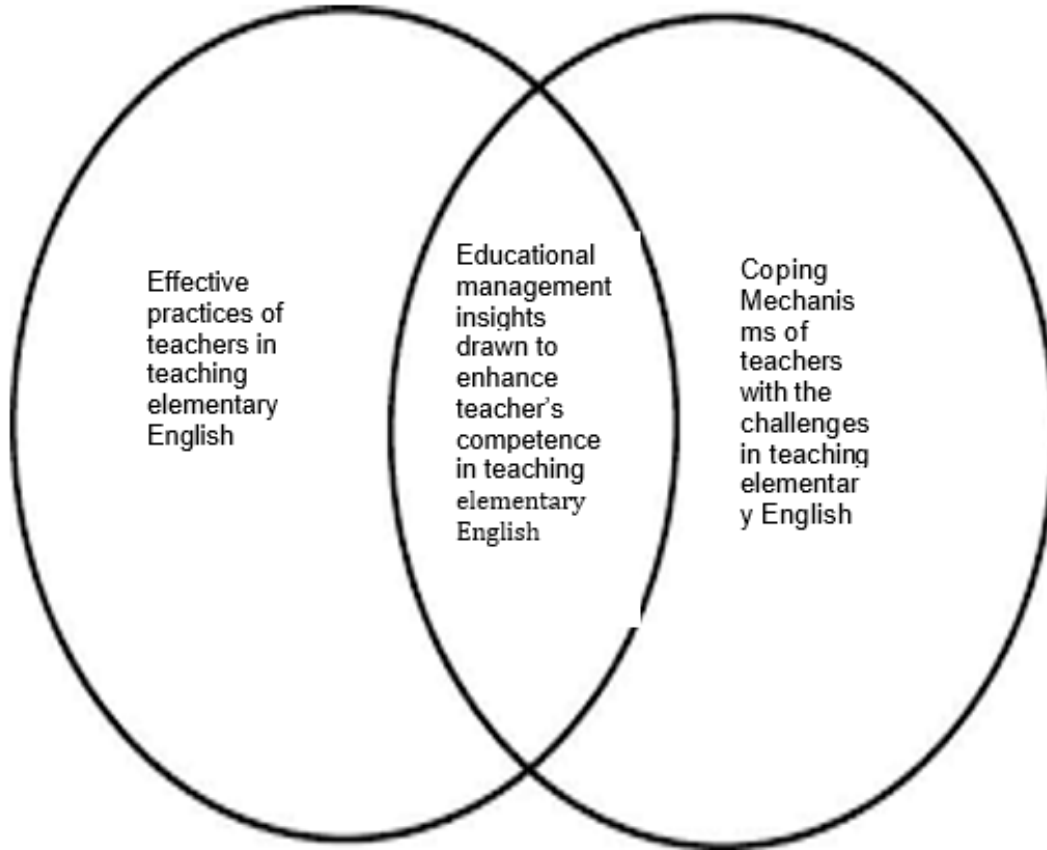 Effective
practices of
teachers in
teaching
elementary
English
Educational
management
insights
drawn to
enhance
teacher’s
competence
in teaching
elementary
English
Coping
Mechanis
ms of
teachers
with the
challenges
in teaching
elementar
y English